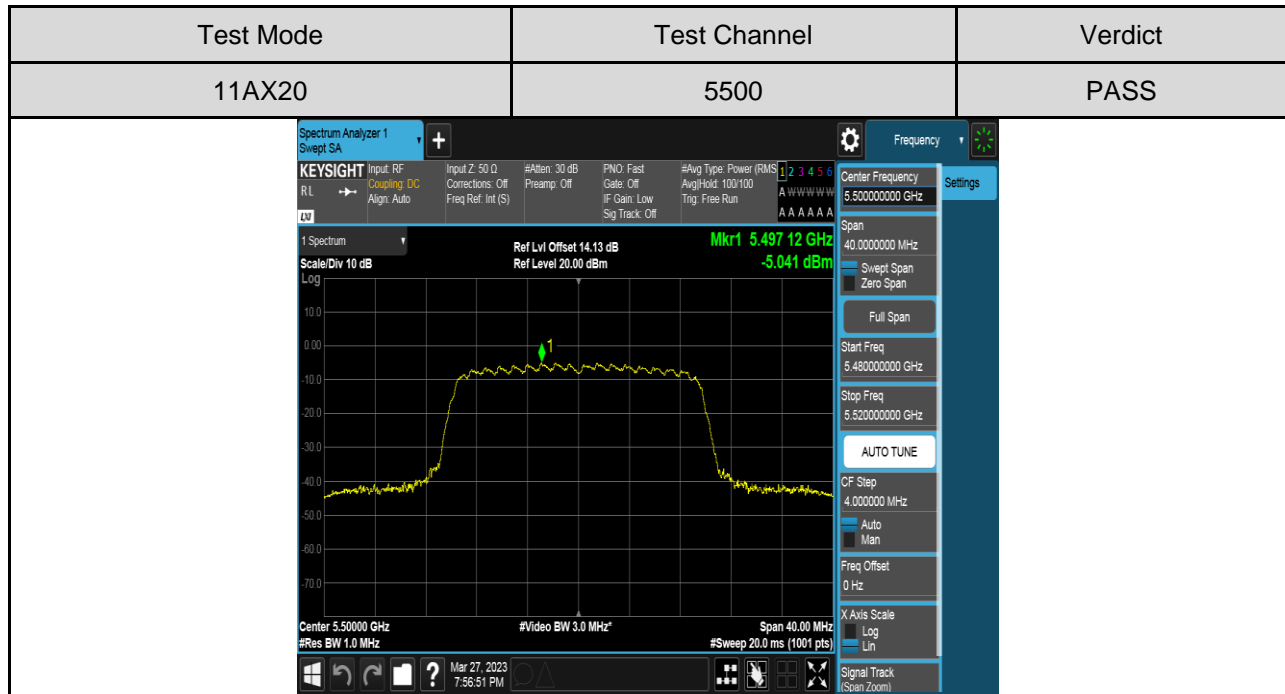 Test Mode Test Channel Verdict
11AX20 5500 PASS
Spectrum Analyzer 1
Swept SA
+
Frequency
KEYSIGHT
RL
LXI
Input: RF
Coupling: DC
Align: Auto
Input Z: 50 Ω
Corrections: Off
Freq Ref: Int (S)
#Atten: 30 dB
Preamp: Off
PNO: Fast
Gate: Off
IF Gain: Low
Sig Track: Off
#Avg Type: Power (RMS
Avg|Hold: 100/100
Trig: Free Run
1 2 3 4 5 6
A W W W W W
A A A A A A
1 Spectrum
Scale/Div 10 dB
Log
Ref Lvl Offset 14.13 dB
Ref Level 20.00 dBm
Mkr1 5.497 12 GHz
-5.041 dBm
10.0
0.00
-10.0
-20.0
-30.0
-40.0
-50.0
-60.0
-70.0
1
Center 5.50000 GHz
#Res BW 1.0 MHz
#Video BW 3.0 MHz*
Span 40.00 MHz
#Sweep 20.0 ms (1001 pts)
?
Mar 27, 2023
7:56:51 PM
Center Frequency
5.500000000 GHz
Settings
Span
40.0000000 MHz
Swept Span
Zero Span
Full Span
Start Freq
5.480000000 GHz
Stop Freq
5.520000000 GHz
AUTO TUNE
CF Step
4.000000 MHz
Auto
Man
Freq Offset
0 Hz
X Axis Scale
Log
Lin
Signal Track
(Span Zoom)